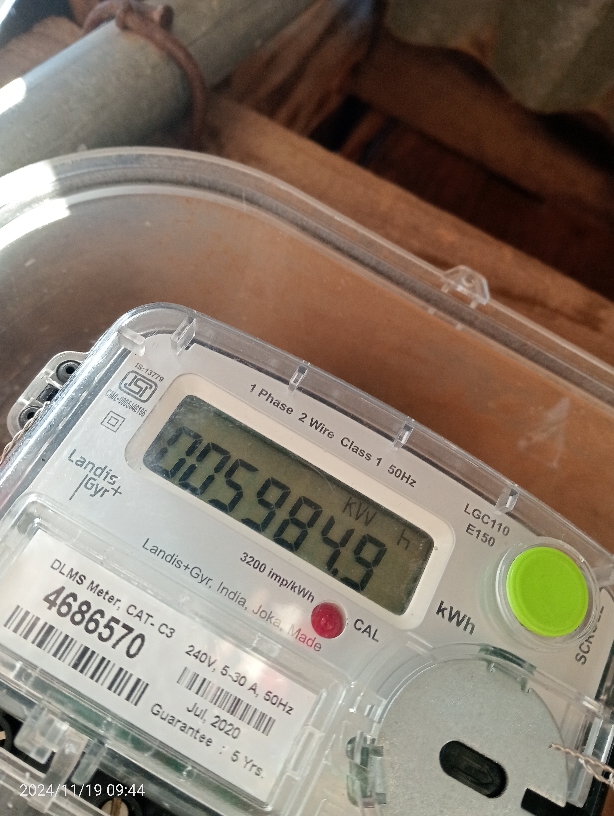 IS-13779
1 Phase 2 Wire Class 1 50Hz
Landis+
Gyr+
kW h
005984.9
LGC110
E150
3200 imp/kWh
CAL
kWh
Landis+Gyr, India, Joka, Made
DLMS Meter, CAT. C3
4686570
240V, 5-30 A, 50Hz
Jul, 2020
Guarantee : 5 Yrs.
2024/11/19 09:44